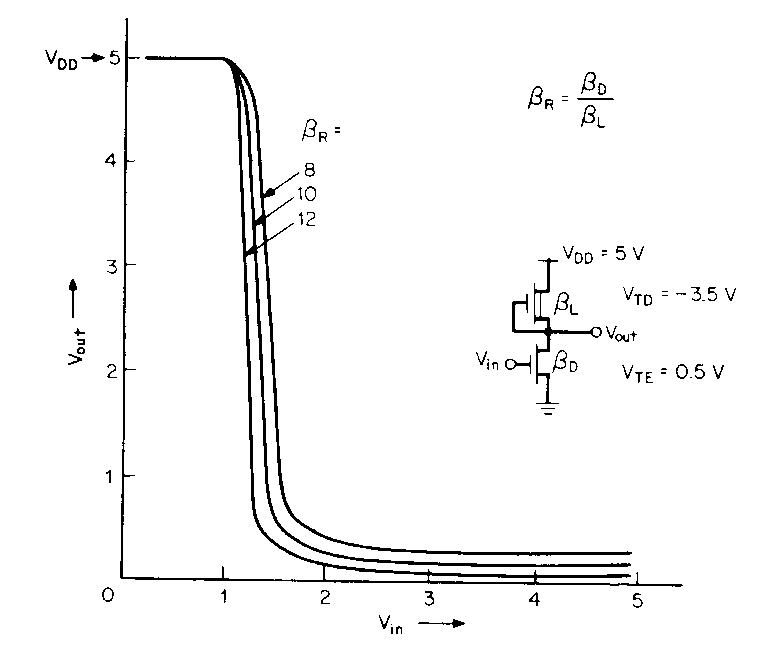 V_DD → 5
4
3
2
1
0
1
2
3
4
5
V_out →
V_in →
β_R =
8
10
12
β_R = β_D / β_L
V_DD = 5 V
V_TD = -3.5 V
β_L
V_out
V_in
β_D
V_TE = 0.5 V